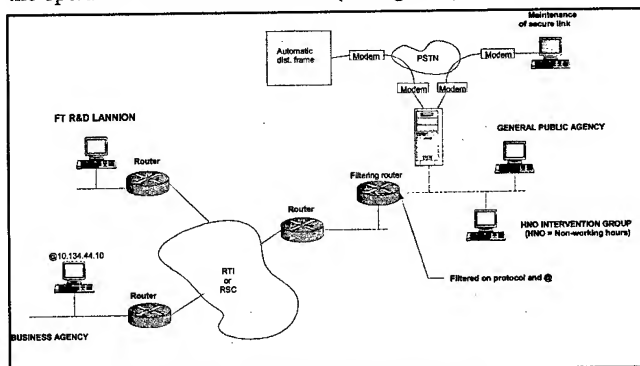 Maintenance
of secure link
Automatic
dist. frame
Modem
PSTN
Modem
Modem
Modem
FT R&D LANNION
GENERAL PUBLIC AGENCY
Router
Filtering router
Router
HNO INTERVENTION GROUP
(HNO = Non-working hours)
@10.134.44.10
RTI
or
RSC
Filtered on protocol and @
Router
BUSINESS AGENCY